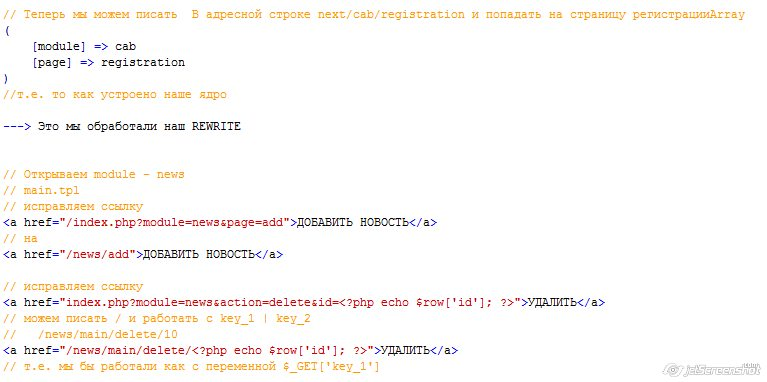 // Теперь мы можем писать  В адресной строке next/cab/registration и попадать на страницу регистрацииArray
(
    [module] => cab
    [page] => registration
)
//т.е. то как устроено наше ядро
---> Это мы обработали наш REWRITE
// Открываем module - news
// main.tpl
// исправляем ссылку
<a href="/index.php?module=news&page=add">ДОБАВИТЬ НОВОСТЬ</a>
// на
<a href="/news/add">ДОБАВИТЬ НОВОСТЬ</a>
// исправляем ссылку
<a href="index.php?module=news&action=delete&id=<?php echo $row['id']; ?>">УДАЛИТЬ</a>
// можем писать / и работать с key_1 | key_2
//   /news/main/delete/10
<a href="/news/main/delete/<?php echo $row['id']; ?>">УДАЛИТЬ</a>
// т.е. мы бы работали как с переменной $_GET['key_1']
jetScreenshot